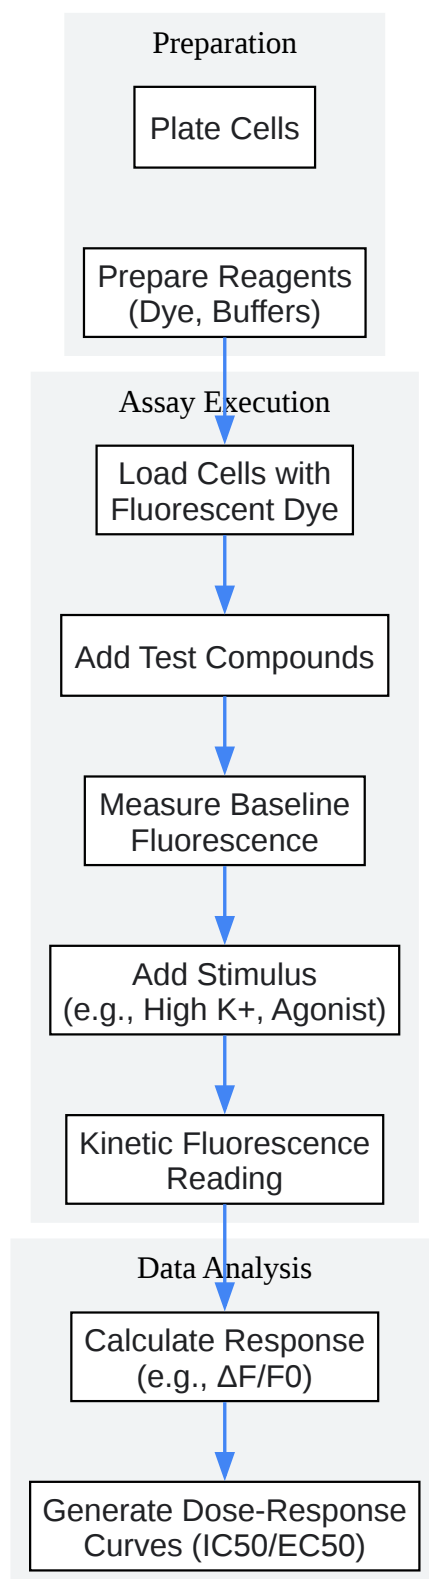 Preparation
Plate Cells
Prepare Reagents
(Dye, Buffers)
Assay Execution
Load Cells with
Fluorescent Dye
Add Test Compounds
Measure Baseline
Fluorescence
Add Stimulus
(e.g., High K+, Agonist)
Kinetic Fluorescence
Reading
Data Analysis
Calculate Response
(e.g., ΔF/F0)
Generate Dose-Response
Curves (IC50/EC50)